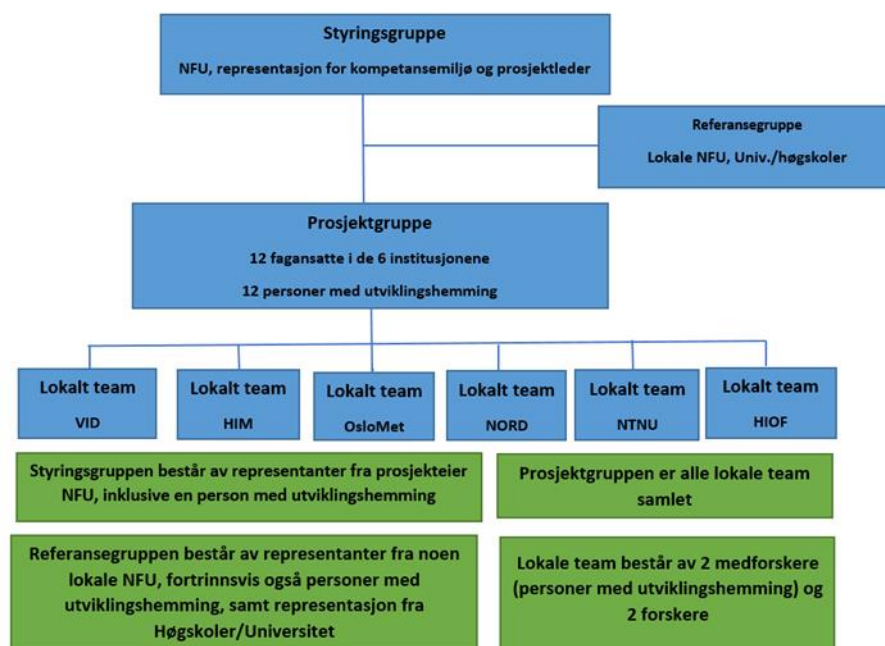 Styringsgruppe
NFU, representasjon for kompetansemiljø og prosjektleder
Referansegruppe
Lokale NFU, Univ./høgskoler
Prosjektgruppe
12 fagansatte i de 6 institusjonene
12 personer med utviklingshemming
Lokalt team
VID
Lokalt team
HIM
Lokalt team
OsloMet
Lokalt team
NORD
Lokalt team
NTNU
Lokalt team
HIOF
Styringsgruppen består av representanter fra prosjekteier
NFU, inklusive en person med utviklingshemming
Prosjektgruppen er alle lokale team
samlet
Referansegruppen består av representanter fra noen
lokale NFU, fortrinnsvis også personer med
utviklingshemming, samt representasjon fra
Høgskoler/Universitet
Lokale team består av 2 medforskere
(personer med utviklingshemming) og
2 forskere